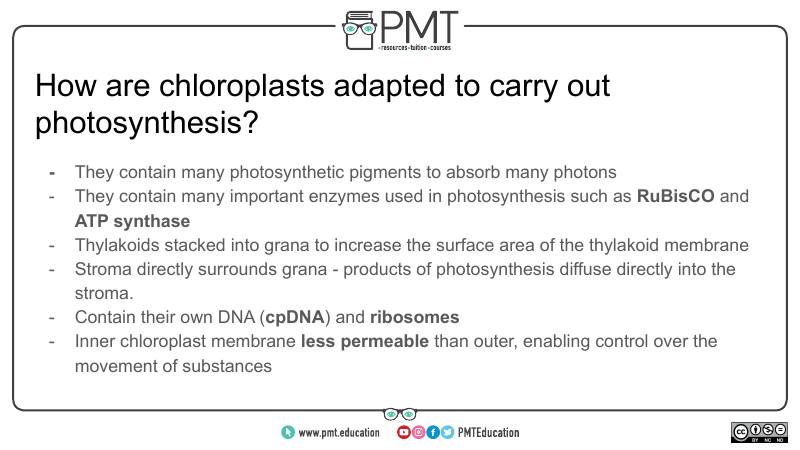 PMT
resources·tuition·courses
How are chloroplasts adapted to carry out
photosynthesis?
- They contain many photosynthetic pigments to absorb many photons
- They contain many important enzymes used in photosynthesis such as RuBisCO and
ATP synthase
- Thylakoids stacked into grana to increase the surface area of the thylakoid membrane
- Stroma directly surrounds grana - products of photosynthesis diffuse directly into the
stroma.
- Contain their own DNA (cpDNA) and ribosomes
- Inner chloroplast membrane less permeable than outer, enabling control over the
movement of substances
www.pmt.education PMTEducation
CC BY NC ND